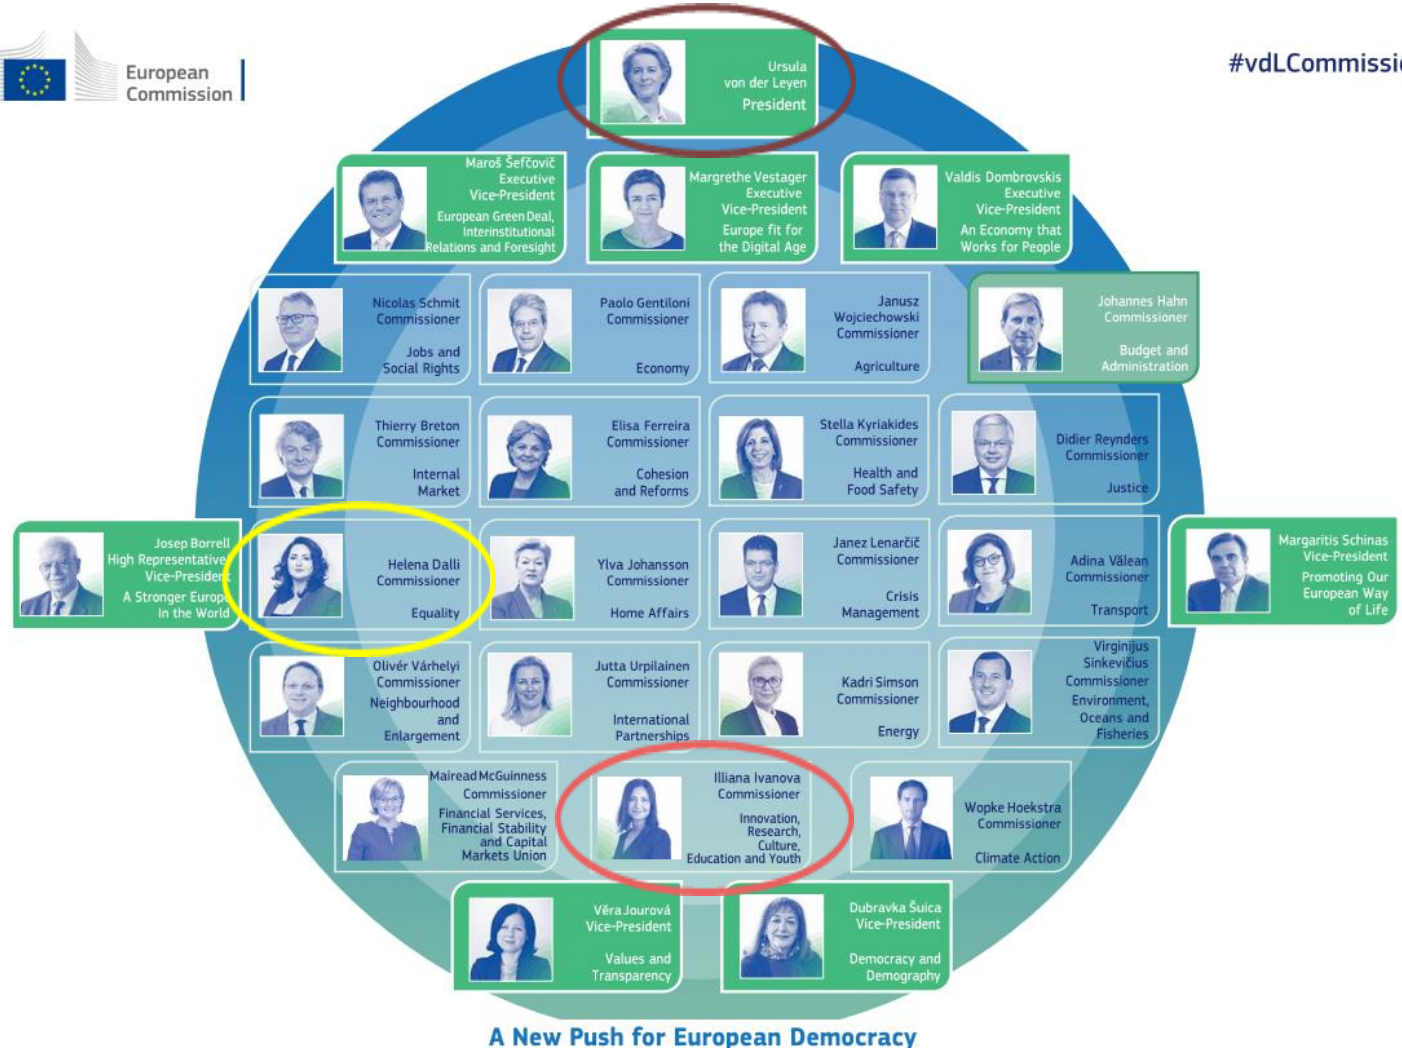 European
Commission
#vdLCommissi
Ursula
von der Leyen
President
Maroš Šefčovič
Executive
Vice-President
European Green Deal,
Interinstitutional
Relations and Foresight
Margrethe Vestager
Executive
Vice-President
Europe fit for
the Digital Age
Valdis Dombrovskis
Executive
Vice-President
An Economy that
Works for People
Nicolas Schmit
Commissioner
Jobs and
Social Rights
Paolo Gentiloni
Commissioner
Economy
Janusz
Wojciechowski
Commissioner
Agriculture
Johannes Hahn
Commissioner
Budget and
Administration
Thierry Breton
Commissioner
Internal
Market
Elisa Ferreira
Commissioner
Cohesion
and Reforms
Stella Kyriakides
Commissioner
Health and
Food Safety
Didier Reynders
Commissioner
Justice
Josep Borrell
High Representative/
Vice-President
A Stronger Europe
In the World
Helena Dalli
Commissioner
Equality
Ylva Johansson
Commissioner
Home Affairs
Janez Lenarčič
Commissioner
Crisis
Management
Adina Vălean
Commissioner
Transport
Margaritis Schinas
Vice-President
Promoting Our
European Way
of Life
Olivér Várhelyi
Commissioner
Neighbourhood
and
Enlargement
Jutta Urpilainen
Commissioner
International
Partnerships
Kadri Simson
Commissioner
Energy
Virginijus
Sinkevičius
Commissioner
Environment,
Oceans and
Fisheries
Mairead McGuinness
Commissioner
Financial Services,
Financial Stability
and Capital
Markets Union
Illiana Ivanova
Commissioner
Innovation,
Research,
Culture,
Education and Youth
Wopke Hoekstra
Commissioner
Climate Action
Věra Jourová
Vice-President
Values and
Transparency
Dubravka Šuica
Vice-President
Democracy and
Demography
A New Push for European Democracy